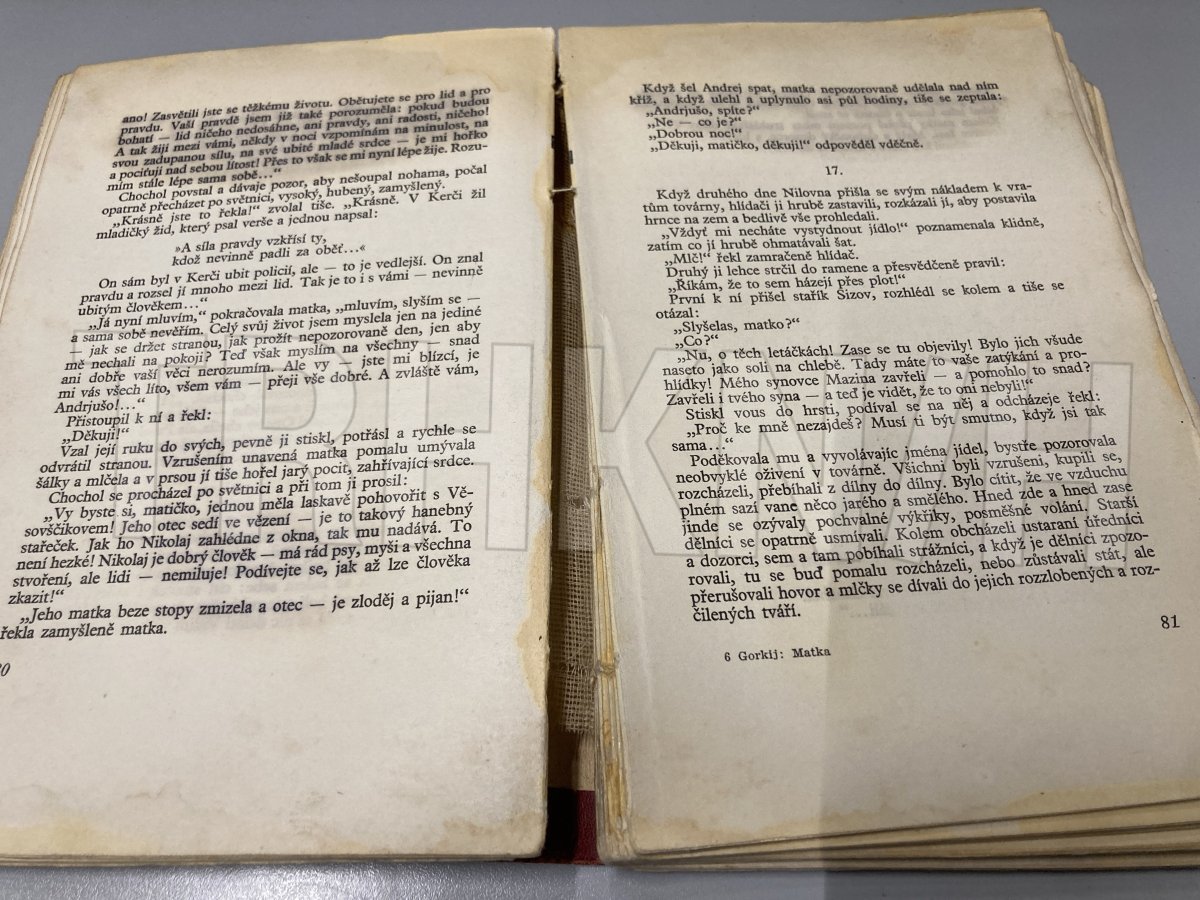 ano! Zasvětili jste se těžkému životu. Obětujete se pro lid a pro
pravdu. Vaší pravdě jsem již také porozuměla: pokud budou
bohatí — lid ničeho nedosáhne, ani pravdy, ani radosti, ničeho!
A tak žiji mezi vámi, někdy v noci vzpomínám na minulost, na
svou zadupanou sílu, na své ubité mladé srdce — je mi hořko
a pociťuji nad sebou lítost! Přes to však se mi nyní lépe žije. Rozu-
mím stále lépe sama sobě...“
Chochol povstal a dávaje pozor, aby nešoupal nohama, počal
opatrně přecházet po světnici, vysoký, hubený, zamyšlený.
„Krásně jste to řekla!“ zvolal tiše. „Krásně. V Kerči žil
mladičký žid, který psal verše a jednou napsal:
»A síla pravdy vzkřísí ty,
kdož nevinně padli za oběť...«
On sám byl v Kerči ubit policií, ale — to je vedlejší. On znal
pravdu a rozsel jí mnoho mezi lid. Tak je to i s vámi — nevinně
ubitým člověkem...“
„Já nyní mluvím,“ pokračovala matka, „mluvím, slyším se —
a sama sobě nevěřím. Celý svůj život jsem myslela jen na jediné
— jak se držet stranou, jak prožít nepozorovaně den, jen aby
mě nechali na pokoji? Teď však myslím na všechny — snad
ani dobře vaší věci nerozumím. Ale vy — jste mi blízcí, je
mi vás všech líto, všem vám — přeji vše dobré. A zvláště vám,
Andrjušo!...“
Přistoupil k ní a řekl:
„Děkuji!“
Vzal její ruku do svých, pevně ji stiskl, potřásl a rychle se
odvrátil stranou. Vzrušením unavená matka pomalu umývala
šálky a mlčela a v prsou jí tiše hořel jarý pocit, zahřívající srdce.
Chochol se procházel po světnici a při tom ji prosil:
„Vy byste si, matičko, jednou měla laskavě pohovořit s Vě-
sovščikovem! Jeho otec sedí ve vězení — je to takový hanebný
stařeček. Jak ho Nikolaj zahlédne z okna, tak mu nadává. To
není hezké! Nikolaj je dobrý člověk — má rád psy, myši a všechna
stvoření, ale lidi — nemiluje! Podívejte se, jak až lze člověka
zkazit!“
„Jeho matka beze stopy zmizela a otec — je zloděj a pijan!“
řekla zamyšleně matka.
Když šel Andrej spat, matka nepozorovaně udělala nad ním
kříž, a když ulehl a uplynulo asi půl hodiny, tiše se zeptala:
„Andrjušo, spíte?“
„Ne — co je?“
„Dobrou noc!“
„Děkuji, matičko, děkuji!“ odpověděl vděčně.
17.
Když druhého dne Nilovna přišla se svým nákladem k vra-
tům továrny, hlídači ji hrubě zastavili, rozkázali jí, aby postavila
hrnce na zem a bedlivě vše prohledali.
„Vždyť mi necháte vystydnout jídlo!“ poznamenala klidně,
zatím co jí hrubě ohmatávali šat.
„Mlč!“ řekl zamračeně hlídač.
Druhý ji lehce strčil do ramene a přesvědčeně pravil:
„Říkám, že to sem házejí přes plot!“
První k ní přišel stařík Sizov, rozhlédl se kolem a tiše se
otázal:
„Slyšelas, matko?“
„Co?“
„Nu, o těch letáčkách! Zase se tu objevily! Bylo jich všude
naseto jako soli na chlebě. Tady máte to vaše zatýkání a pro-
hlídky! Mého synovce Mazina zavřeli — a pomohlo to snad?
Zavřeli i tvého syna — a teď je vidět, že to oni nebyli!“
Stiskl vous do hrsti, podíval se na něj a odcházeje řekl:
„Proč ke mně nezajdeš? Musí ti být smutno, když jsi tak
sama...“
Poděkovala mu a vyvolávajíc jména jídel, bystře pozorovala
neobvyklé oživení v továrně. Všichni byli vzrušení, kupili se,
rozcházeli, přebíhali z dílny do dílny. Bylo cítit, že ve vzduchu
plném sazí vane něco jarého a smělého. Hned zde a hned zase
jinde se ozývaly pochvalné výkřiky, posměšné volání. Starší
dělníci se opatrně usmívali. Kolem obcházeli ustaraní úředníci
a dozorci, sem a tam pobíhali strážníci, a když je dělníci zpozo-
rovali, tu se buď pomalu rozcházeli, nebo zůstávali stát, ale
přerušovali hovor a mlčky se dívali do jejich rozzlobených a roz-
čilených tváří.
6 Gorkij: Matka
81